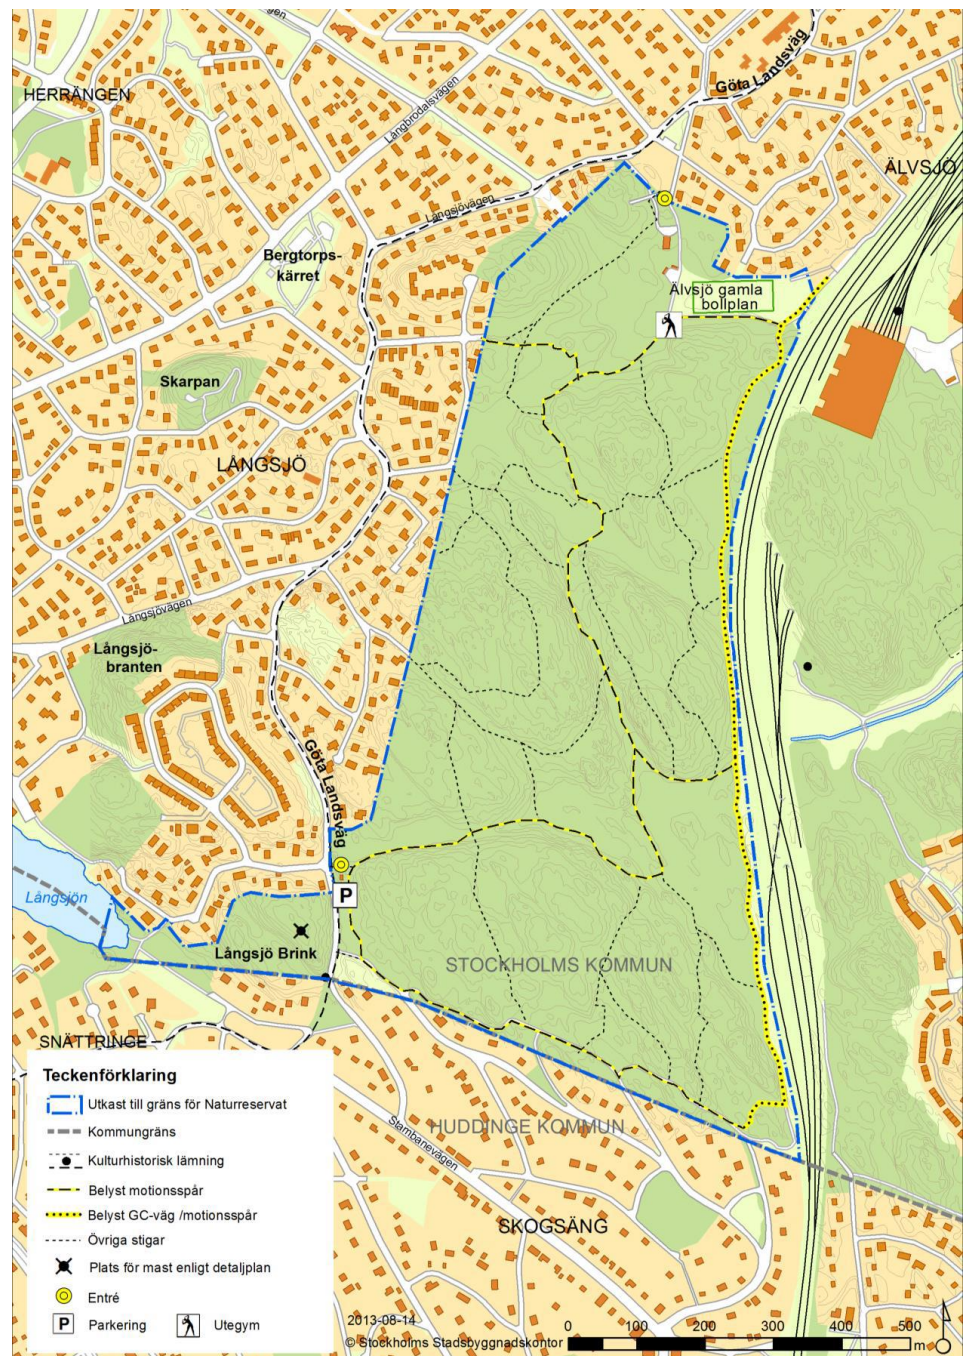 Göta Landsväg
HERRÄNGEN
Långbrodalsvägen
ÄLVSJÖ
Långsjövägen
Bergtorps-
kärret
Älvsjö gamla
bollplan
Skarpan
LÅNGSJÖ
Långsjövägen
Långsjö-
branten
Göta Landsväg
Långsjön
P
Långsjö Brink
STOCKHOLMS KOMMUN
SNÄTTRINGE
HUDDINGE KOMMUN
Stambanevägen
SKOGSÄNG
Teckenförklaring
Utkast till gräns för Naturreservat
Kommungräns
Kulturhistorisk lämning
Belyst motionsspår
Belyst GC-väg /motionsspår
Övriga stigar
Plats för mast enligt detaljplan
Entré
P Parkering Utegym
2013-08-14
© Stockholms Stadsbyggnadskontor
0 100 200 300 400 500
m